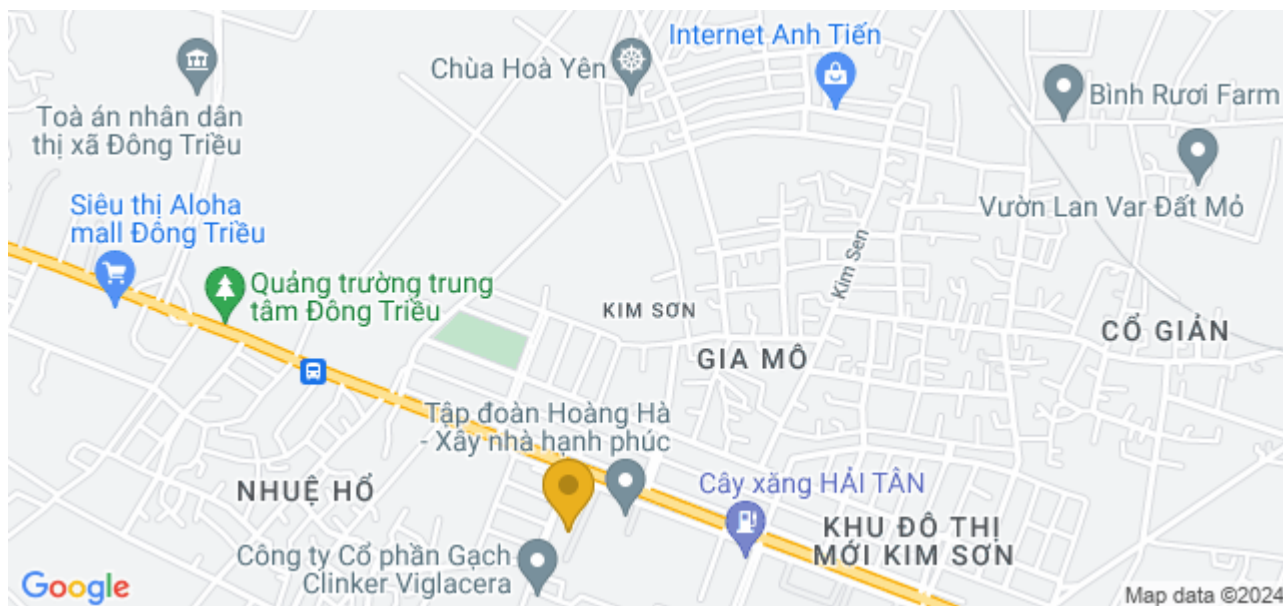 Internet Anh Tiến
Chùa Hoà Yên
Bình Rươi Farm
Toà án nhân dân
thị xã Đông Triều
Siêu thị Aloha
mall Đông Triều
Vườn Lan Var Đất Mỏ
Kim Sen
Quảng trường trung
tâm Đông Triều
KIM SƠN
CỔ GIẢN
GIA MÔ
Tập đoàn Hoàng Hà
- Xây nhà hạnh phúc
NHUỆ HỔ
Cây xăng HẢI TÂN
KHU ĐÔ THỊ
MỚI KIM SƠN
Công ty Cổ phần Gạch
Clinker Viglacera
Google
Map data ©2024